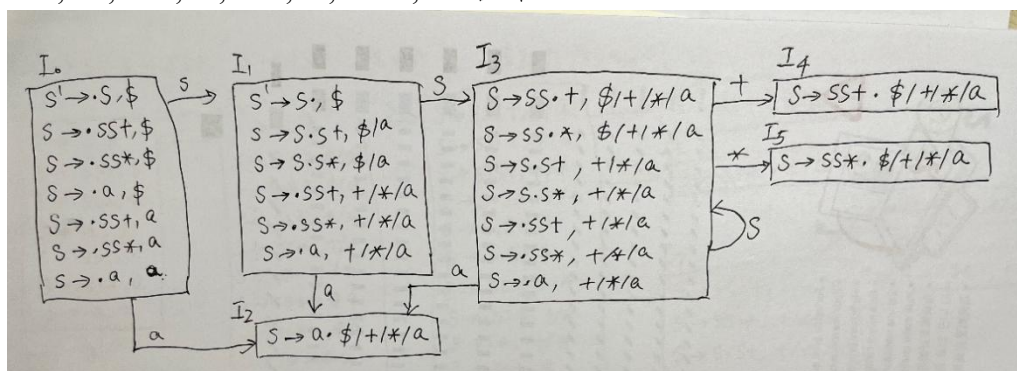 I₀
S'→·S,$
S→·SS+,$
S→·SS*,$
S→·a,$
S→·SS+,a
S→·SS*,a
S→·a, a
S
I₁
S'→S·,$
S→S·S+,$/a
S→S·S*,$/a
S→·SS+,+/*/a
S→·SS*,+/*/a
S→·a, +/*/a
S
I₃
S→SS·+, $/+/*/a
S→SS·*, $/+/*/a
S→S·S+, +/*/a
S→S·S*, +/*/a
S→·SS+, +/*/a
S→·SS*, +/*/a
S→·a, +/*/a
+
I₄
S→SS+· $/+/*/a
*
I₅
S→SS*· $/+/*/a
S
a
a
a
I₂
S→a· $/+/*/a